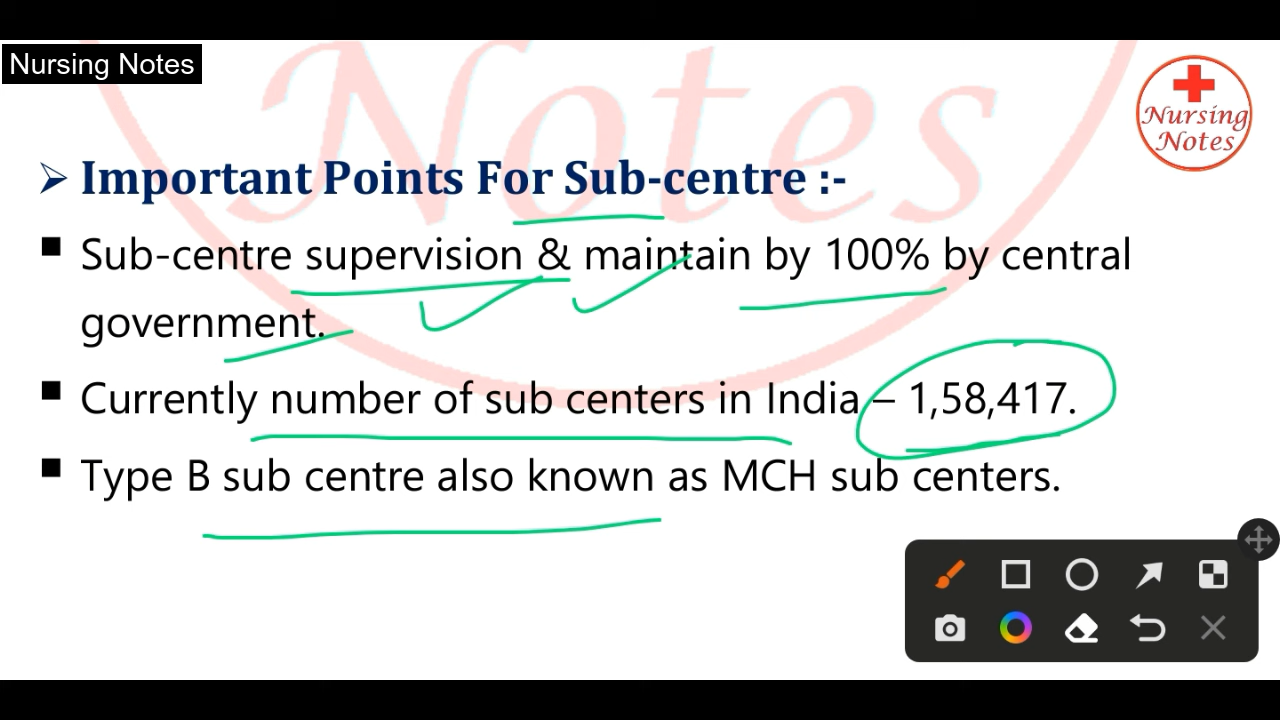 Nursing Notes
Notes
Nursing
Notes
➢ Important Points For Sub-centre :-
▪ Sub-centre supervision & maintain by 100% by central
government.
▪ Currently number of sub centers in India – 1,58,417.
▪ Type B sub centre also known as MCH sub centers.